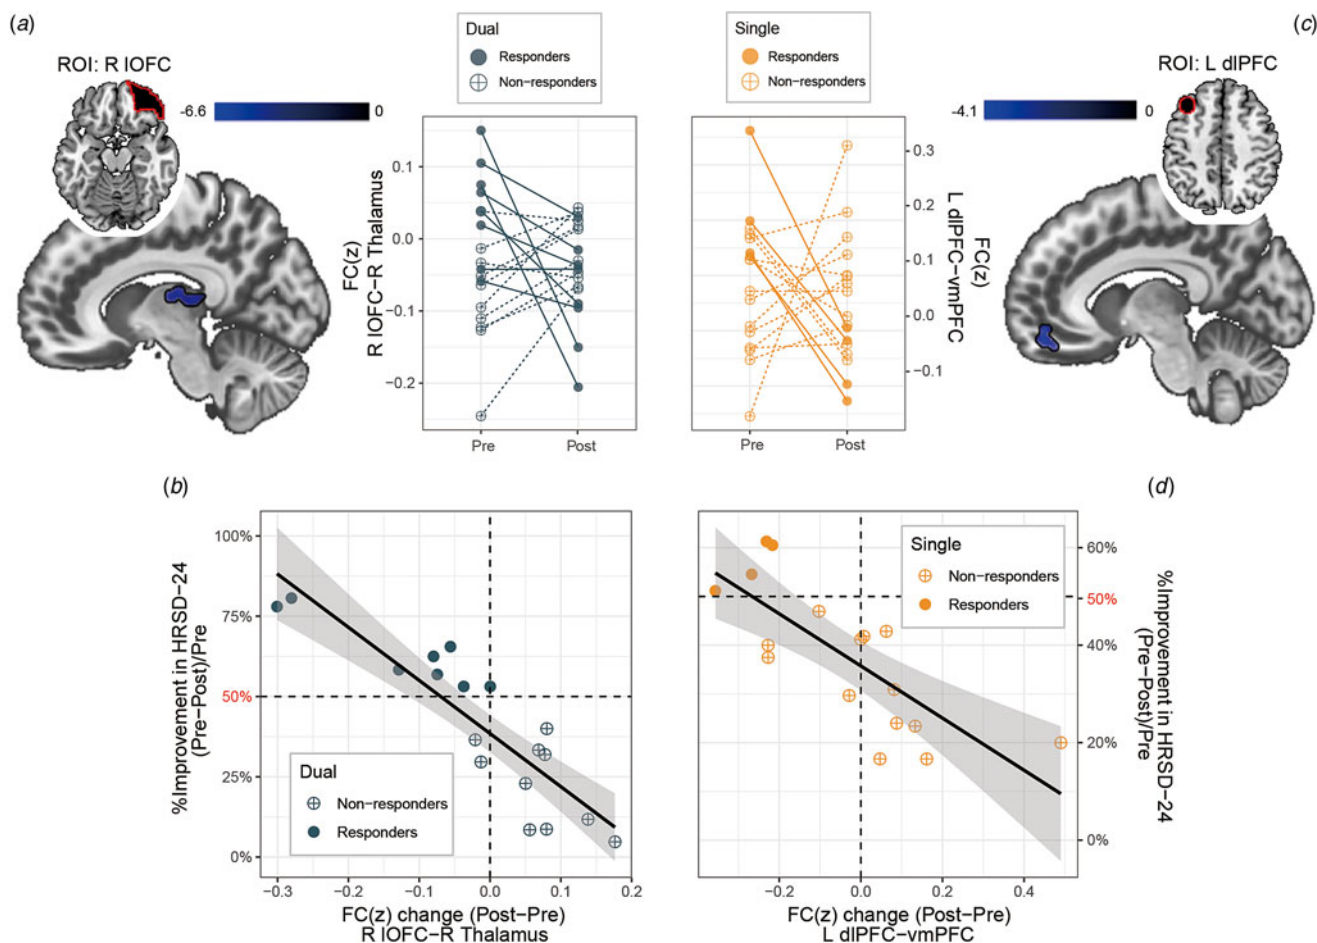 (a)
ROI: R lOFC
-6.6
0
Dual
Responders
Non-responders
FC(z)
R lOFC−R Thalamus
0.1
0.0
−0.1
−0.2
Pre
Post
Single
Responders
Non-responders
0.3
0.2
0.1
0.0
−0.1
FC(z)
L dlPFC−vmPFC
Pre
Post
(c)
ROI: L dlPFC
-4.1
0
(b)
%Improvement in HRSD−24
(Pre−Post)/Pre
100%
75%
50%
25%
0%
Dual
Non-responders
Responders
−0.3
−0.2
−0.1
0.0
0.1
0.2
FC(z) change (Post−Pre)
R lOFC−R Thalamus
(d)
Single
Non-responders
Responders
60%
50%
40%
20%
0%
%Improvement in HRSD−24
(Pre−Post)/Pre
−0.2
0.0
0.2
0.4
FC(z) change (Post−Pre)
L dlPFC−vmPFC